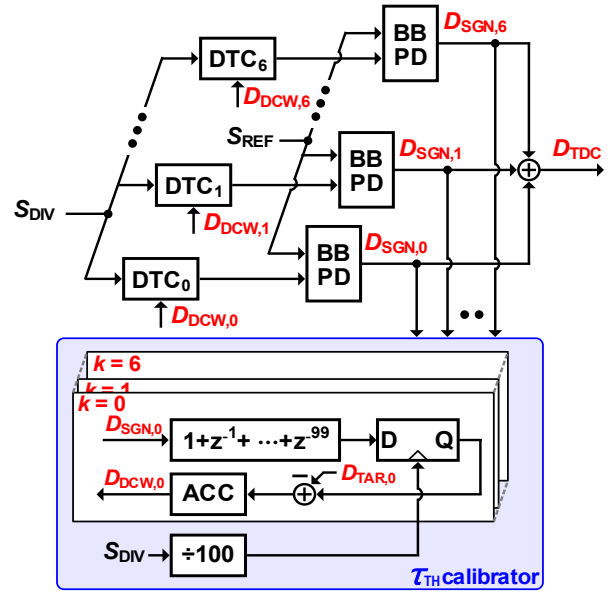 DTC6
BB
PD
DSGN,6
DDCW,6
SREF
DTC1
BB
PD
DSGN,1
DTDC
SDIV
DDCW,1
DTC0
BB
PD
DSGN,0
DDCW,0
k = 6
k = 1
k = 0
DSGN,0
1+z-1+ ···+z-99
D Q
DDCW,0
ACC
− DTAR,0
SDIV
÷100
τTH calibrator